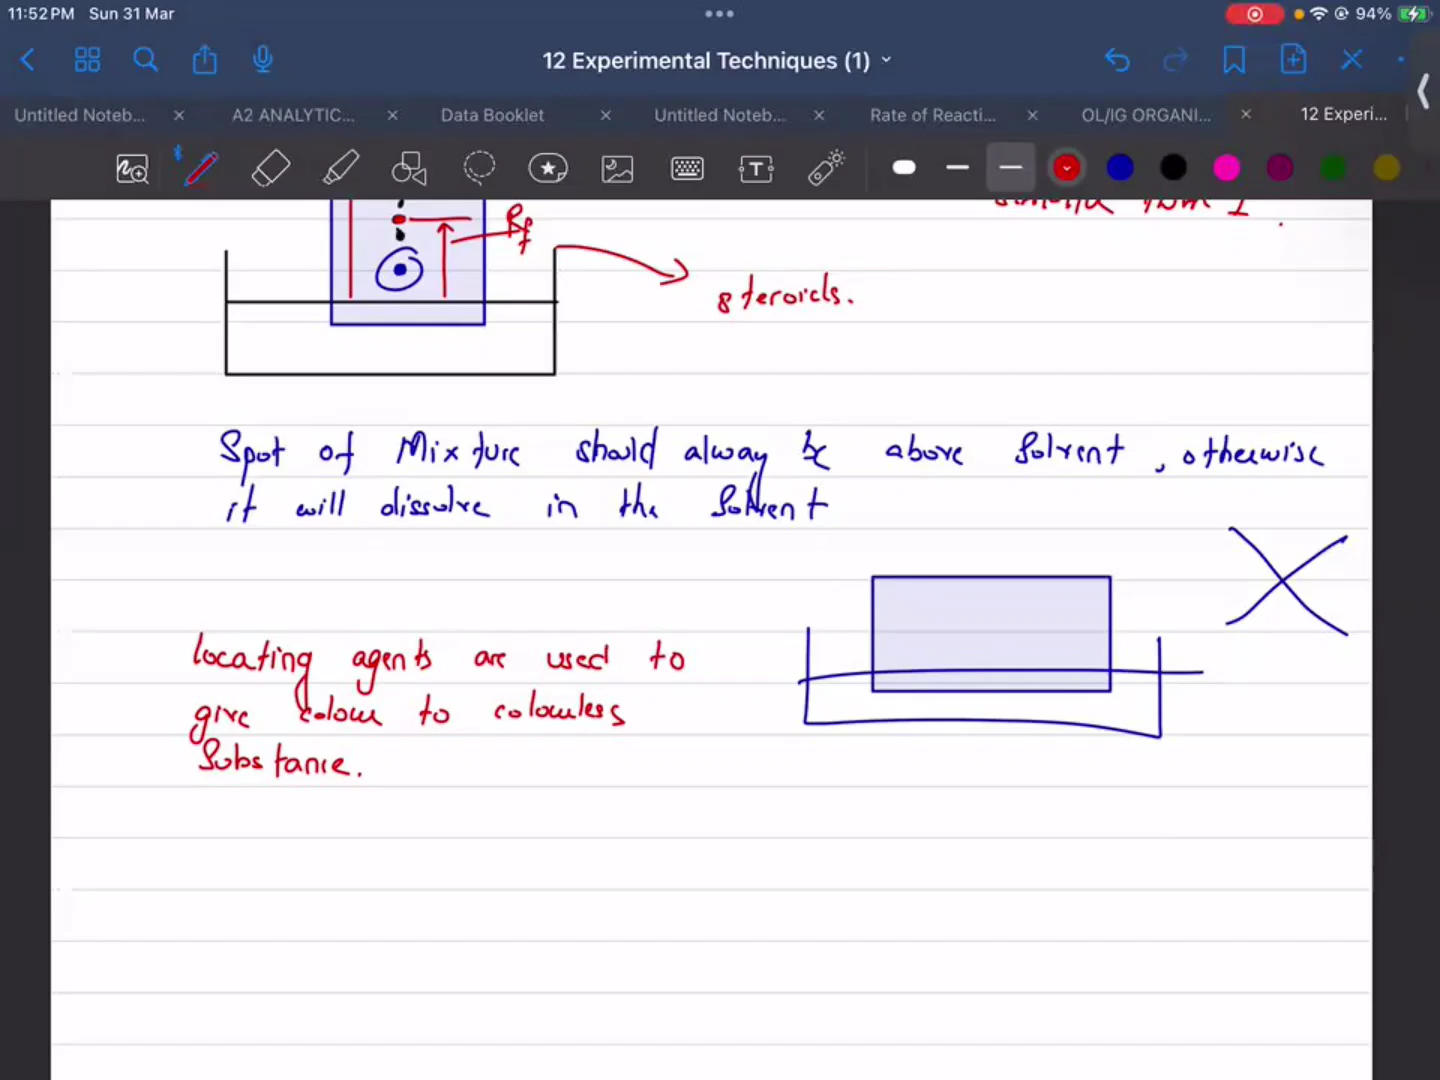 11:52 PM Sun 31 Mar
94%
12 Experimental Techniques (1)
Untitled Noteb... A2 ANALYTIC... Data Booklet Untitled Noteb... Rate of Reacti... OL/IG ORGANI... 12 Experi...
than 1.
Rf
steroids.
Spot of Mixture should alway be above Solvent, otherwise
it will dissolve in the Solvent
locating agents are used to
give colour to colourless
Substance.